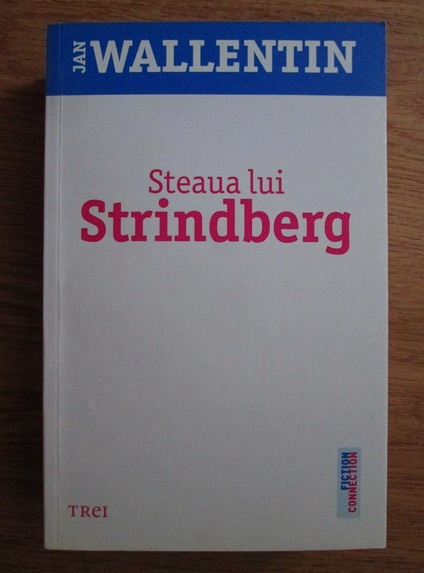 JAN WALLENTIN
Steaua lui
Strindberg
FICTION
CONNECTION
TREI